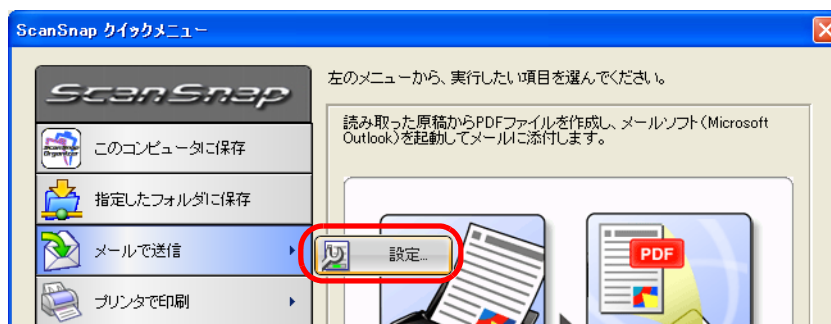 ScanSnap クイックメニュー
ScanSnap
左のメニューから、実行したい項目を選んでください。
読み取った原稿からPDFファイルを作成し、メールソフト(Microsoft
Outlook)を起動してメールに添付します。
このコンピュータに保存
指定したフォルダに保存
メールで送信
設定...
プリンタで印刷
PDF